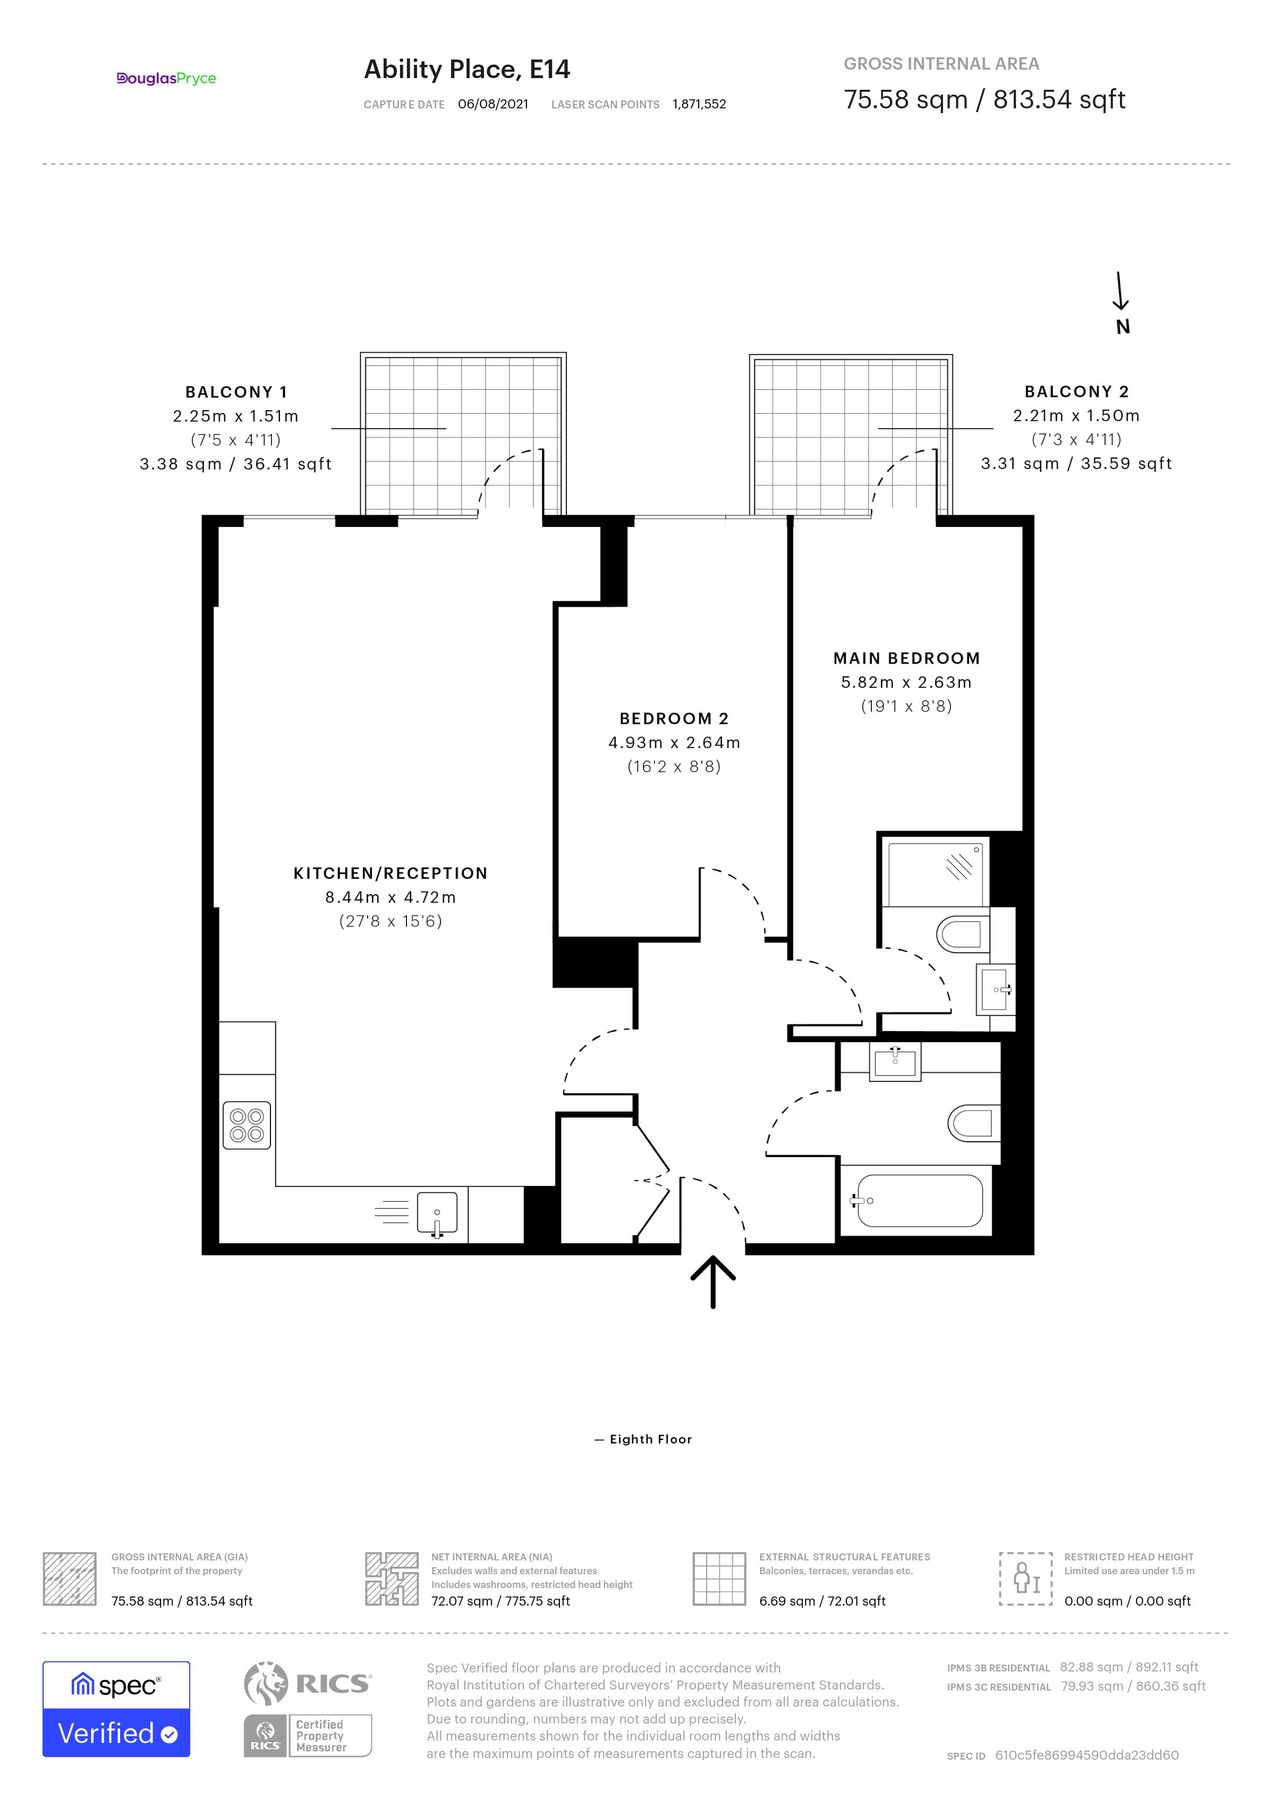 DouglasPryce
Ability Place, E14
CAPTURE DATE 06/08/2021 LASER SCAN POINTS 1,871,552
GROSS INTERNAL AREA
75.58 sqm / 813.54 sqft
N
BALCONY 1
2.25m x 1.51m
(7'5 x 4'11)
3.38 sqm / 36.41 sqft
BALCONY 2
2.21m x 1.50m
(7'3 x 4'11)
3.31 sqm / 35.59 sqft
MAIN BEDROOM
5.82m x 2.63m
(19'1 x 8'8)
BEDROOM 2
4.93m x 2.64m
(16'2 x 8'8)
KITCHEN/RECEPTION
8.44m x 4.72m
(27'8 x 15'6)
— Eighth Floor
GROSS INTERNAL AREA (GIA)
The footprint of the property
75.58 sqm / 813.54 sqft
NET INTERNAL AREA (NIA)
Excludes walls and external features
Includes washrooms, restricted head height
72.07 sqm / 775.75 sqft
EXTERNAL STRUCTURAL FEATURES
Balconies, terraces, verandas etc.
6.69 sqm / 72.01 sqft
RESTRICTED HEAD HEIGHT
Limited use area under 1.5 m
0.00 sqm / 0.00 sqft
spec®
Verified
RICS
RICS
Certified
Property
Measurer
Spec Verified floor plans are produced in accordance with
Royal Institution of Chartered Surveyors' Property Measurement Standards.
Plots and gardens are illustrative only and excluded from all area calculations.
Due to rounding, numbers may not add up precisely.
All measurements shown for the individual room lengths and widths
are the maximum points of measurements captured in the scan.
IPMS 3B RESIDENTIAL 82.88 sqm / 892.11 sqft
IPMS 3C RESIDENTIAL 79.93 sqm / 860.36 sqft
SPEC ID 610c5fe86994590dda23dd60